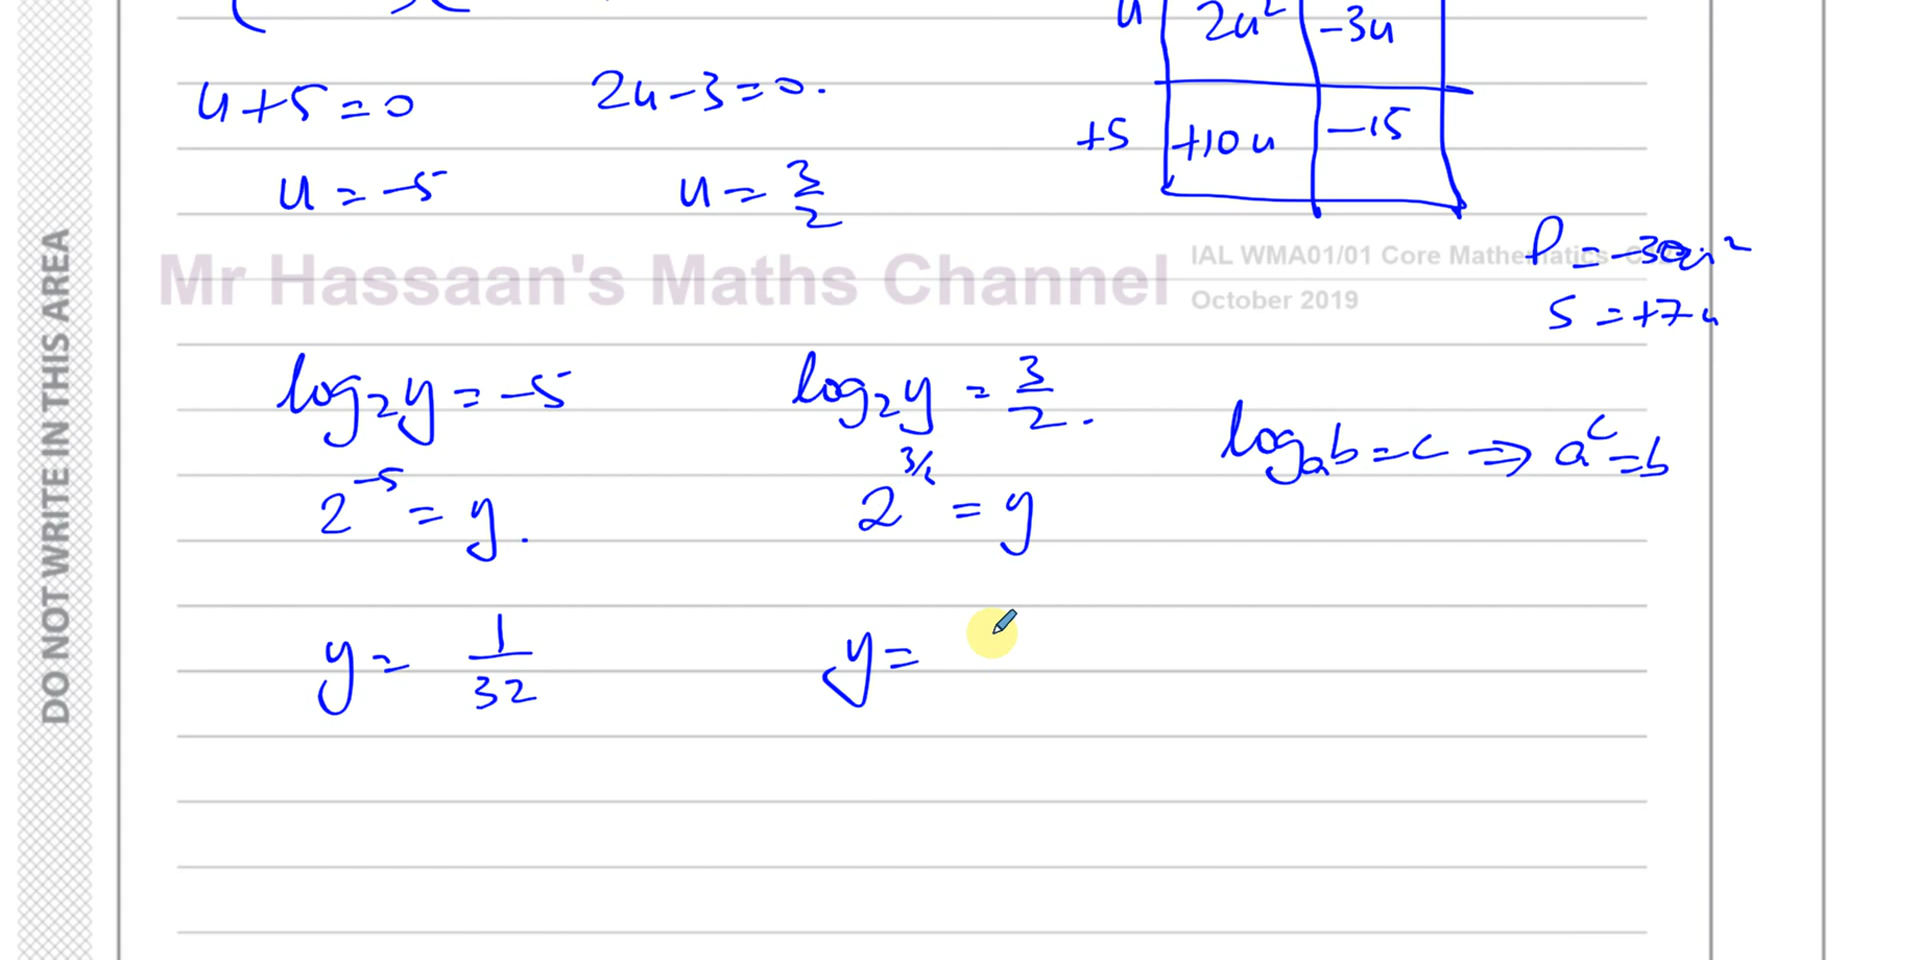 u 2u² -3u
u+5=0 2u-3=0.
+5 +10u -15
u=-5 u=3/2
DO NOT WRITE IN THIS AREA
Mr Hassaan's Maths Channel
IAL WMA01/01 Core Mathematics
October 2019
S=+7u
log₂y=-5 log₂y=3/2.
logₐb=c⇒a^c=b
2^-5=y. 2^3/2=y
y=1/32 y=